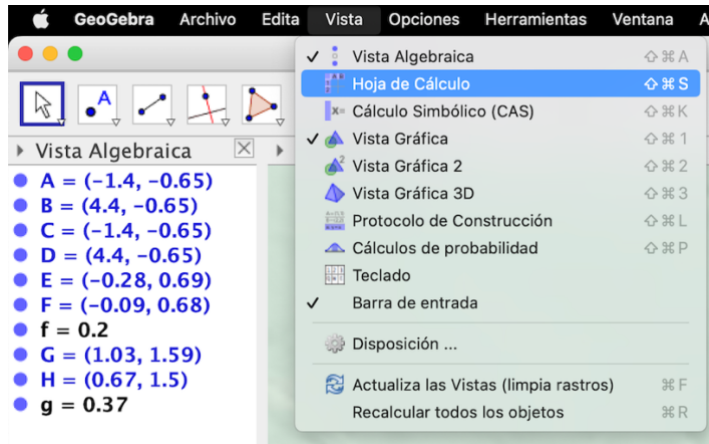 GeoGebra Archivo Edita Vista Opciones Herramientas Ventana A
✓ Vista Algebraica ⇧⌘A
Hoja de Cálculo ⇧⌘S
x= Cálculo Simbólico (CAS) ⇧⌘K
✓ Vista Gráfica ⇧⌘1
2 Vista Gráfica 2 ⇧⌘2
Vista Gráfica 3D ⇧⌘3
Protocolo de Construcción ⇧⌘L
Cálculos de probabilidad ⇧⌘P
Teclado
✓ Barra de entrada
Disposición ...
Actualiza las Vistas (limpia rastros) ⌘F
Recalcular todos los objetos ⌘R
A
Vista Algebraica
A = (−1.4, −0.65)
B = (4.4, −0.65)
C = (−1.4, −0.65)
D = (4.4, −0.65)
E = (−0.28, 0.69)
F = (−0.09, 0.68)
f = 0.2
G = (1.03, 1.59)
H = (0.67, 1.5)
g = 0.37